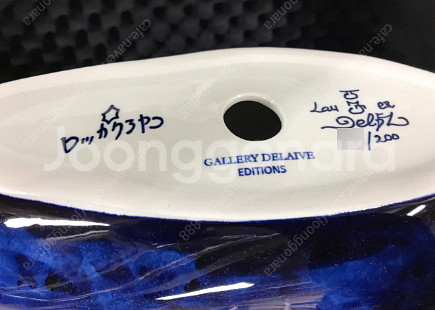 ロッカクアヤコ
GALLERY DELAIVE
EDITIONS
Delft
/200
Joonggonara